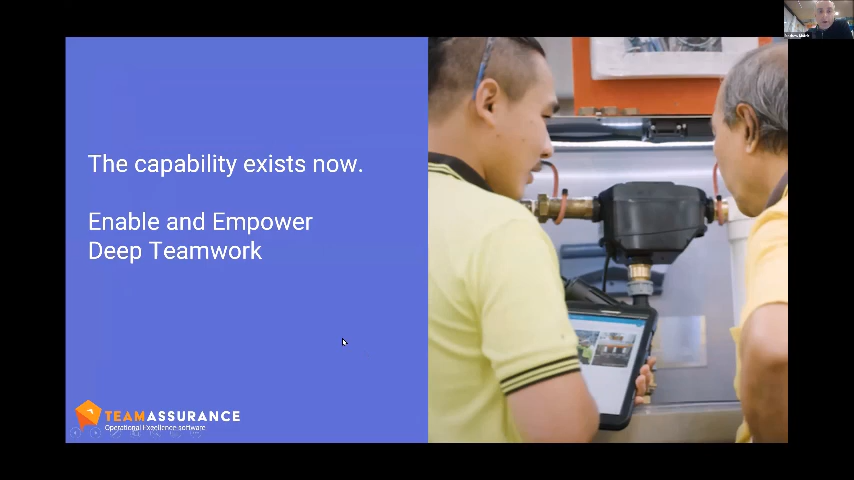 The capability exists now.
Enable and Empower
Deep Teamwork
TEAMASSURANCE
Operational Excellence software